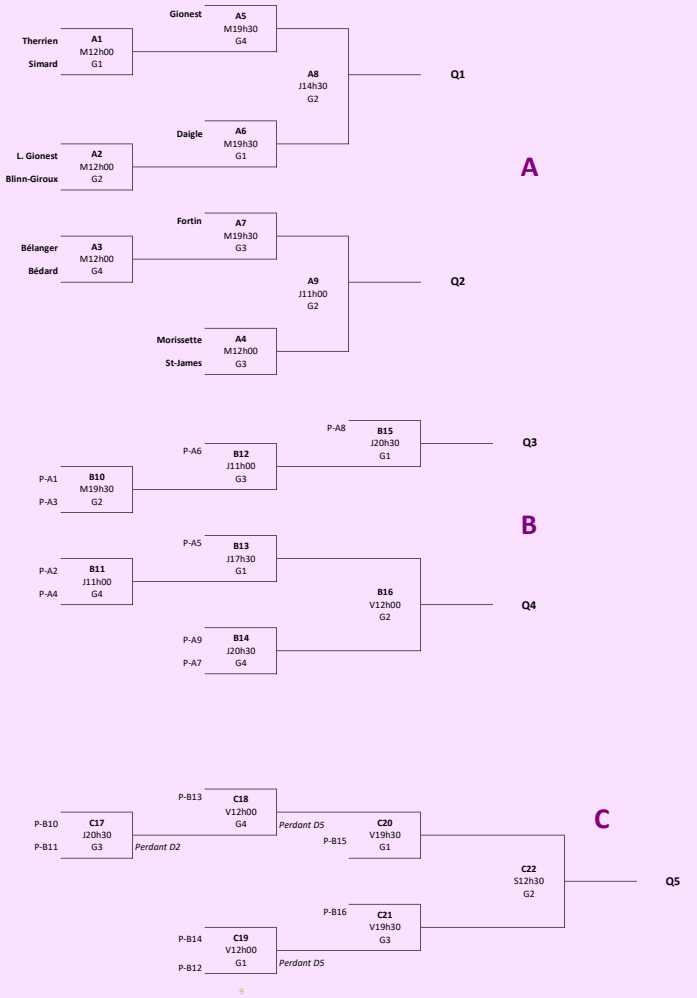 Gionest
A5
M19h30
G4
Therrien
A1
M12h00
Simard
G1
A8
J14h30
G2
Q1
Daigle
A6
M19h30
G1
L. Gionest
A2
M12h00
Blinn-Giroux
G2
A
Fortin
A7
M19h30
G3
Bélanger
A3
M12h00
Bédard
G4
A9
J11h00
G2
Q2
Morissette
A4
M12h00
St-James
G3
P-A8
B15
J20h30
G1
Q3
P-A6
B12
J11h00
G3
P-A1
B10
M19h30
P-A3
G2
B
P-A5
B13
J17h30
G1
P-A2
B11
J11h00
P-A4
G4
B16
V12h00
G2
Q4
P-A9
B14
J20h30
P-A7
G4
P-B13
C18
V12h00
G4
Perdant D5
P-B10
C17
J20h30
P-B11
G3
Perdant D2
C20
V19h30
P-B15
G1
C
C22
S12h30
G2
Q5
P-B16
C21
V19h30
G3
P-B14
C19
V12h00
P-B12
G1
Perdant D5
9